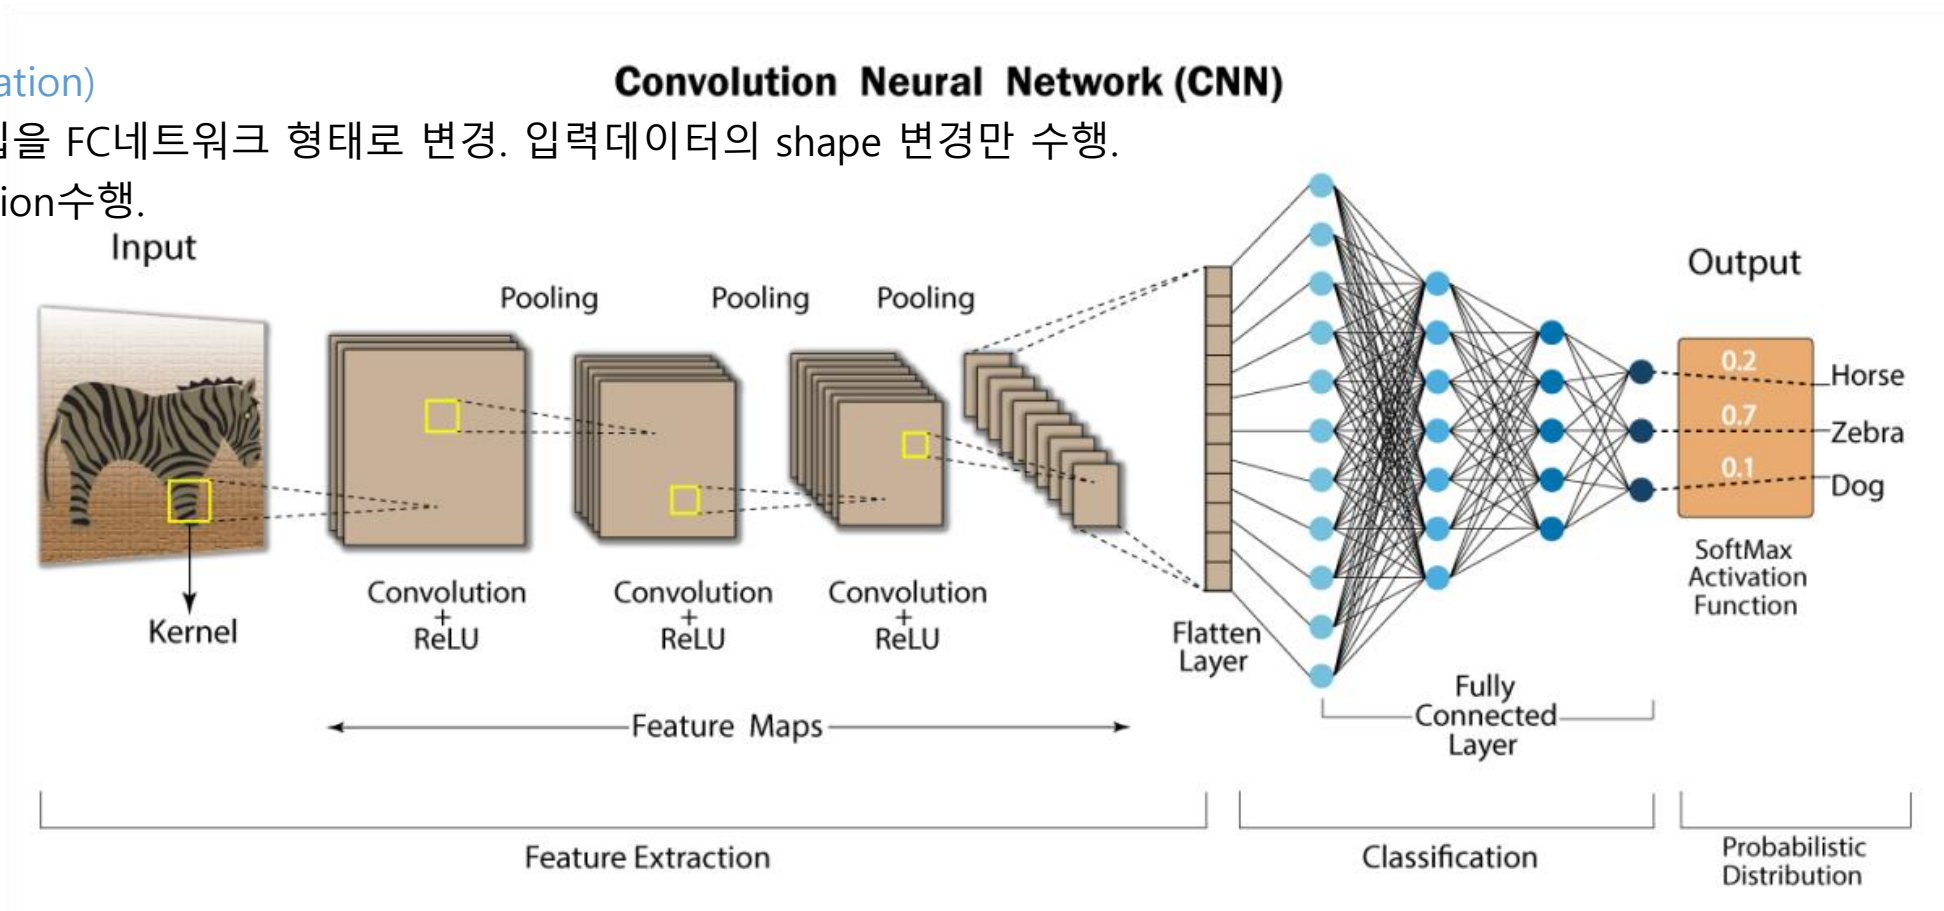 ation)
Convolution Neural Network (CNN)
을 FC네트워크 형태로 변경. 입력데이터의 shape 변경만 수행.
ion수행.
Input
Pooling
Pooling
Pooling
Output
0.2
Horse
0.7
Zebra
0.1
Dog
Kernel
Convolution
+
ReLU
Convolution
+
ReLU
Convolution
+
ReLU
Flatten
Layer
SoftMax
Activation
Function
Feature Maps
Fully
Connected
Layer
Feature Extraction
Classification
Probabilistic
Distribution